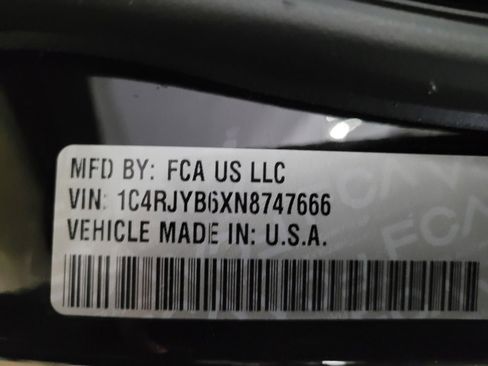 MFD BY: FCA US LLC
VIN: 1C4RJYB6XN8747666
VEHICLE MADE IN: U.S.A.